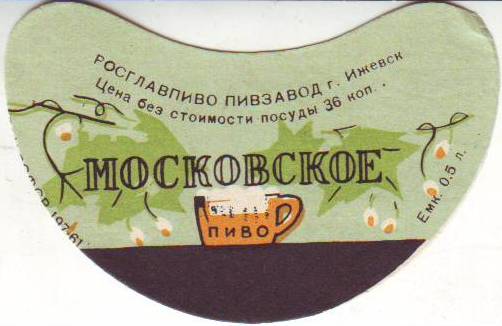 РОСГЛАВПИВО ПИВЗАВОД г. Ижевск
Цена без стоимости посуды 36 коп.
МОСКОВСКОЕ
Емк. 0,5 л.
ПИВО